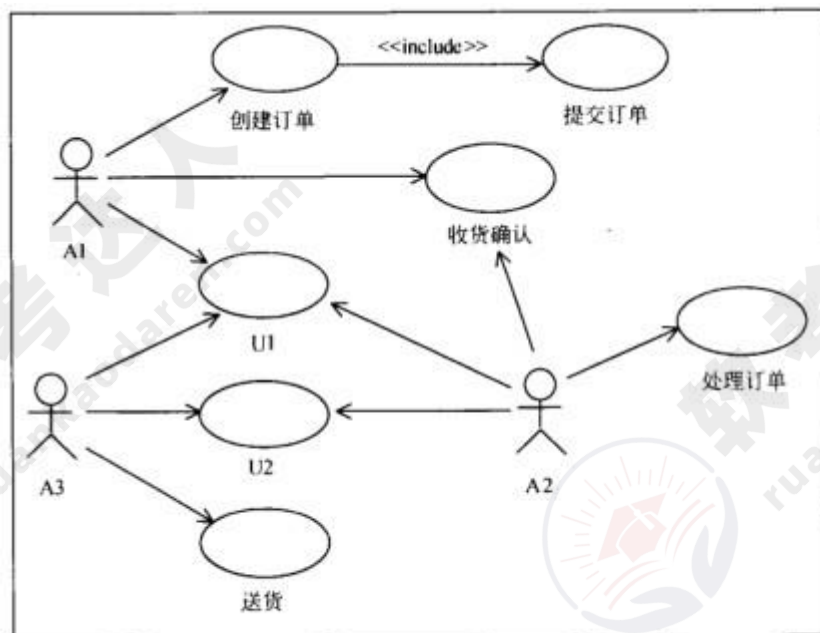 <<include>>
创建订单
提交订单
A1
收货确认
U1
处理订单
U2
A3
A2
送货